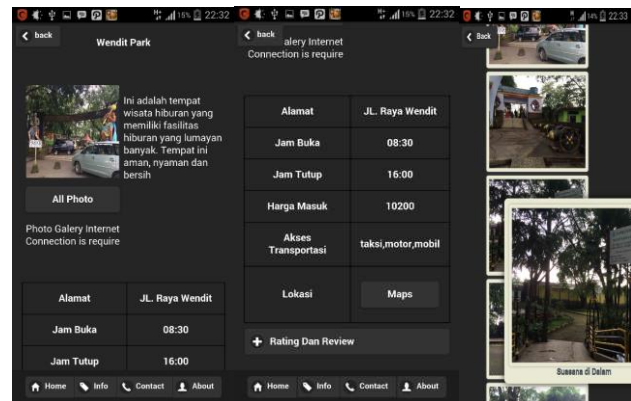 15% 22:32
back
Wendit Park
Ini adalah tempat
wisata hiburan yang
memiliki fasilitas
hiburan yang lumayan
banyak. Tempat ini
aman, nyaman dan
bersih
All Photo
Photo Galery Internet
Connection is require
Alamat JL. Raya Wendit
Jam Buka 08:30
Jam Tutup 16:00
Home Info Contact About
15% 22:32
back
alery Internet
Connection is require
Alamat JL. Raya Wendit
Jam Buka 08:30
Jam Tutup 16:00
Harga Masuk 10200
Akses
Transportasi taksi,motor,mobil
Lokasi Maps
Rating Dan Review
Home Info Contact About
14% 22:33
Back
Suasana di Dalam